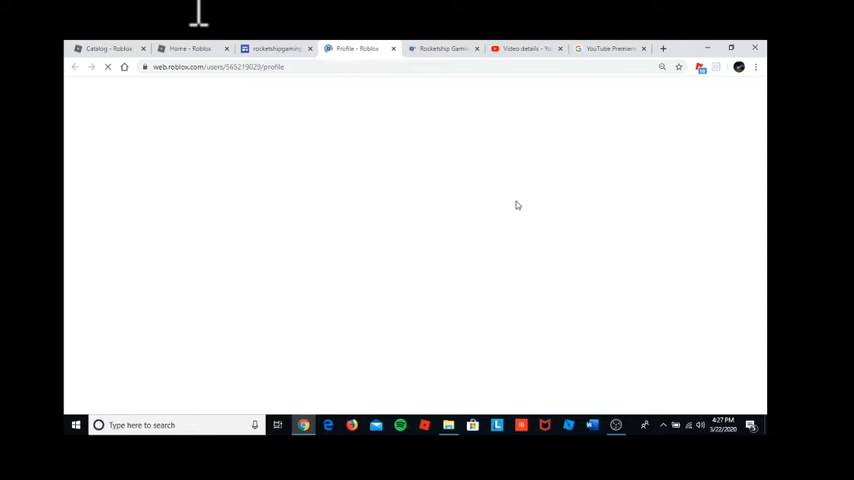 Catalog - Roblox
Home - Roblox
rocketshipgaming
Profile - Roblox
Rocketship Gamin
Video details - You
YouTube Premiere
web.roblox.com/users/565219029/profile
Type here to search
4:27 PM
3/22/2020